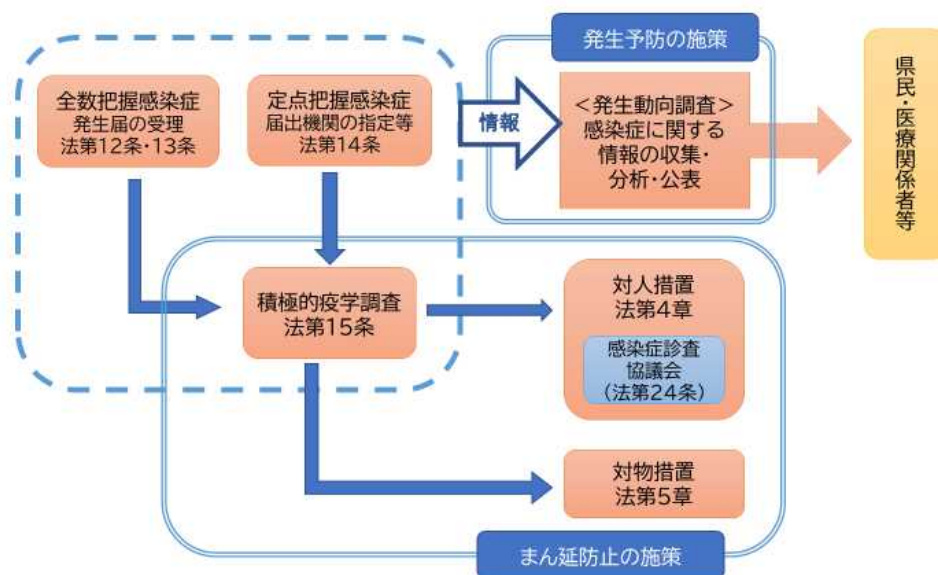 発生予防の施策
全数把握感染症
発生届の受理
法第12条・13条
定点把握感染症
届出機関の指定等
法第14条
情報
＜発生動向調査＞
感染症に関する
情報の収集・
分析・公表
県民・医療関係者等
積極的疫学調査
法第15条
対人措置
法第4章
感染症診査
協議会
（法第24条）
対物措置
法第5章
まん延防止の施策